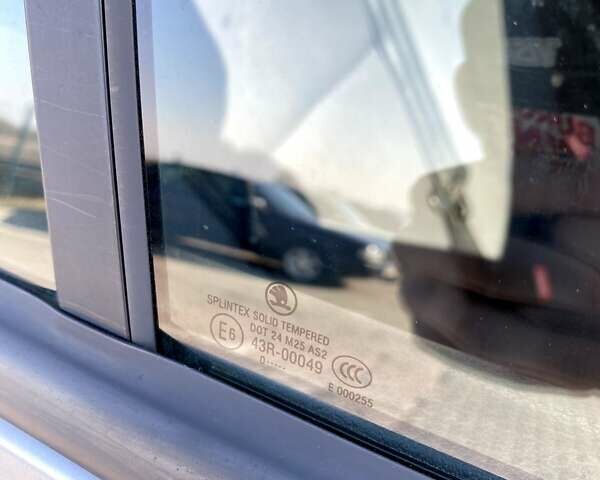 SPLINTEX SOLID TEMPERED
DOT 24 M25 AS2
E6
43R-00049
D·····
CCC
E 000255